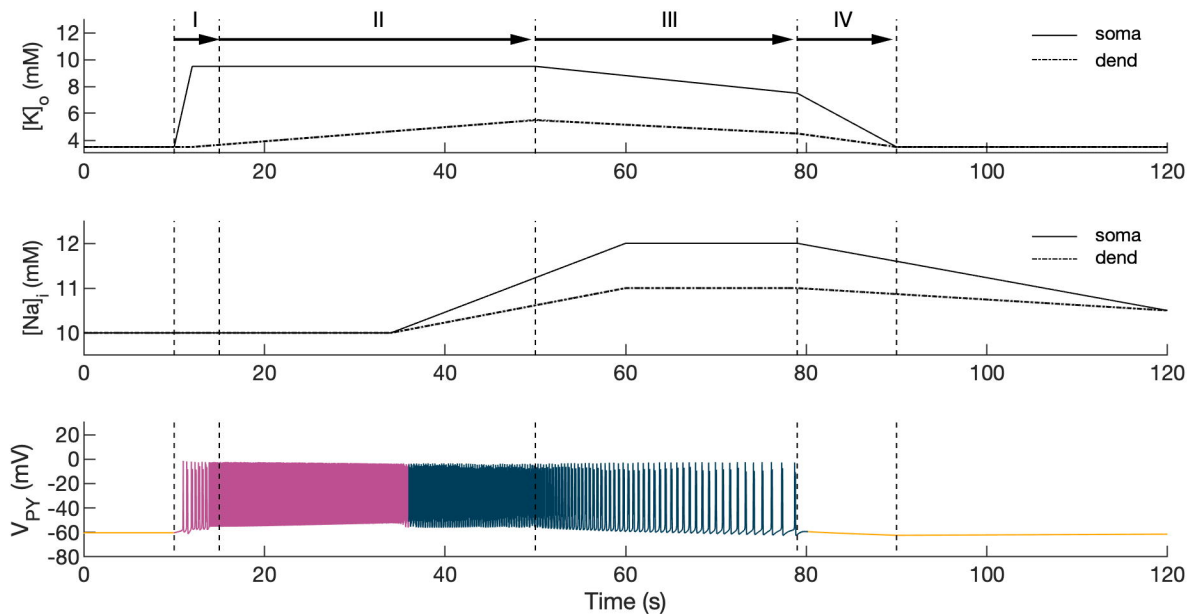 I II III IV
12
10
8
6
4
[K]o (mM)
soma
dend
0 20 40 60 80 100 120
Time (s)
12
11
10
[Na]i (mM)
soma
dend
0 20 40 60 80 100 120
20
0
-20
-40
-60
-80
VPY (mV)
0 20 40 60 80 100 120
Time (s)